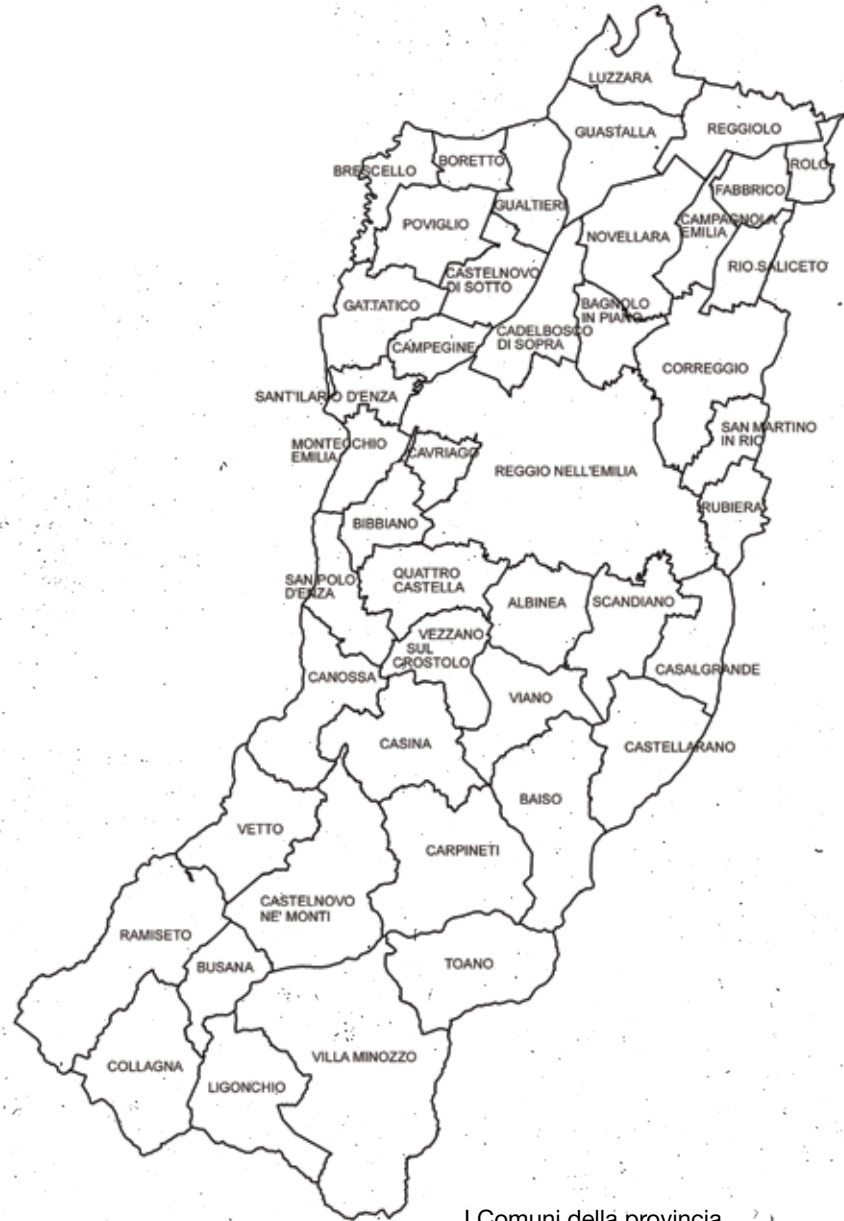 LUZZARA
GUASTALLA
REGGIOLO
BORETTO
BRESCELLO
ROLO
FABBRICO
GUALTIERI
POVIGLIO
CAMPAGNOLA
EMILIA
NOVELLARA
RIO SALICETO
CASTELNOVO
DI SOTTO
GATTATICO
BAGNOLO
IN PIANO
CADELBOSCO
DI SOPRA
CAMPEGINE
CORREGGIO
SANT'ILARIO D'ENZA
SAN MARTINO
IN RIO
MONTECCHIO
EMILIA
CAVRIAGO
REGGIO NELL'EMILIA
RUBIERA
BIBBIANO
SAN POLO
D'ENZA
QUATTRO
CASTELLA
ALBINEA
SCANDIANO
VEZZANO
SUL
CROSTOLO
CANOSSA
CASALGRANDE
VIANO
CASINA
CASTELLARANO
BAISO
VETTO
CARPINETI
CASTELNOVO
NE' MONTI
RAMISETO
BUSANA
TOANO
VILLA MINOZZO
COLLAGNA
LIGONCHIO
I Comuni della provincia